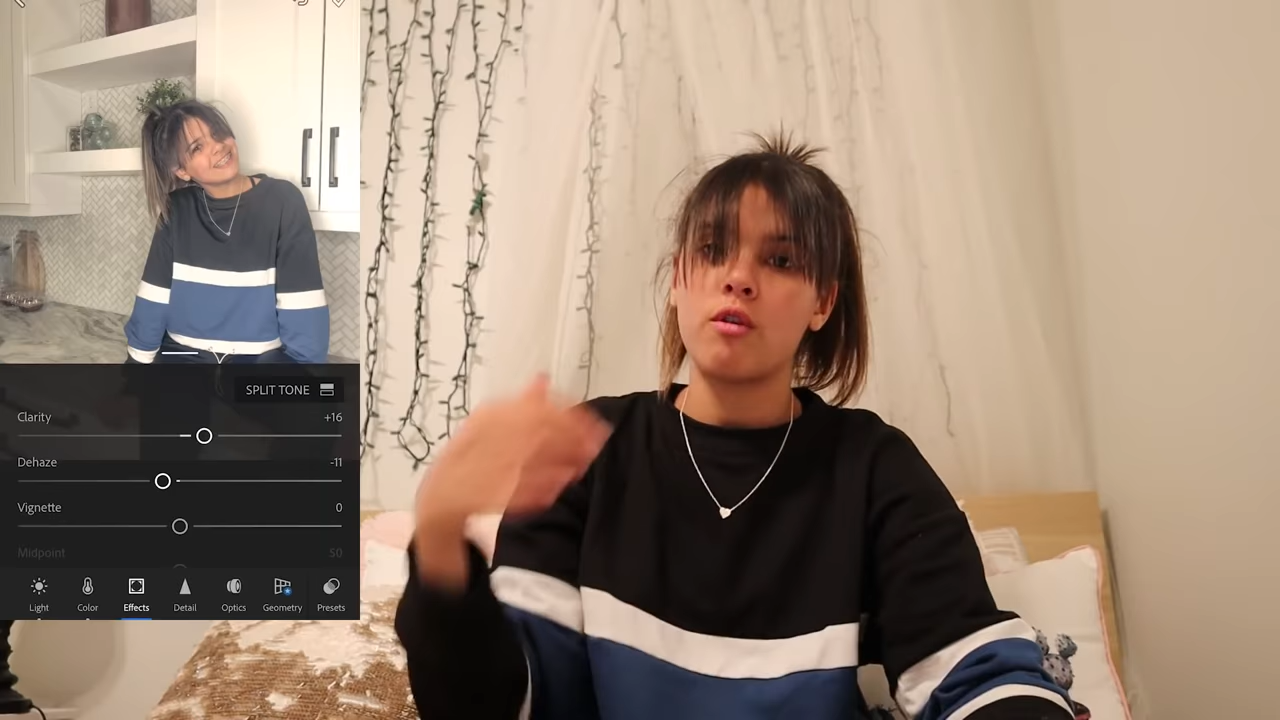 SPLIT TONE
Clarity +16
Dehaze -11
Vignette 0
Midpoint 50
Light Color Effects Detail Optics Geometry Presets